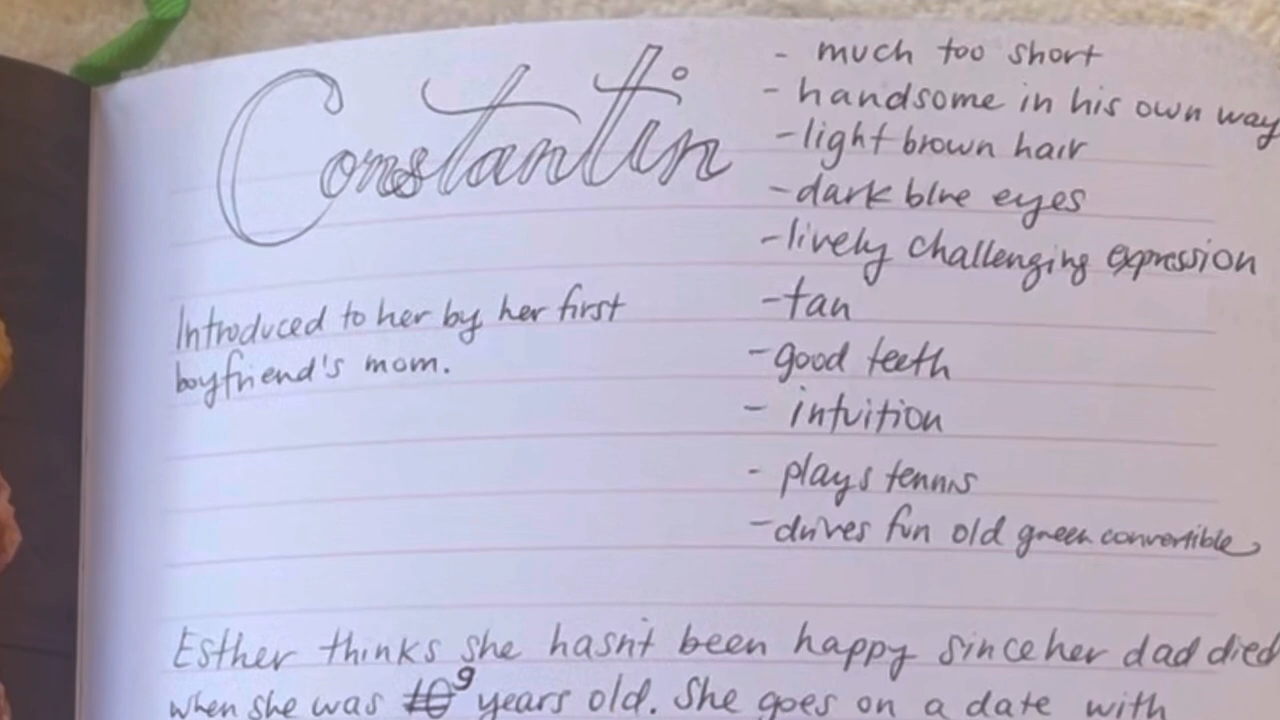 Constantin
- much too short
- handsome in his own way
- light brown hair
- dark blue eyes
- lively challenging expression
- tan
- good teeth
- intuition
- plays tennis
- drives fun old green convertible
Introduced to her by her first
boyfriend's mom.
Esther thinks she hasn't been happy since her dad died
when she was 10 9 years old. She goes on a date with